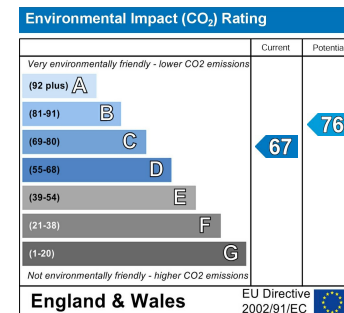 Environmental Impact (CO₂) Rating
Current Potentia
Very environmentally friendly - lower CO2 emissions
(92 plus) A
(81-91) B
(69-80) C
(55-68) D
(39-54) E
(21-38) F
(1-20) G
67
76
Not environmentally friendly - higher CO2 emissions
England & Wales
EU Directive
2002/91/EC